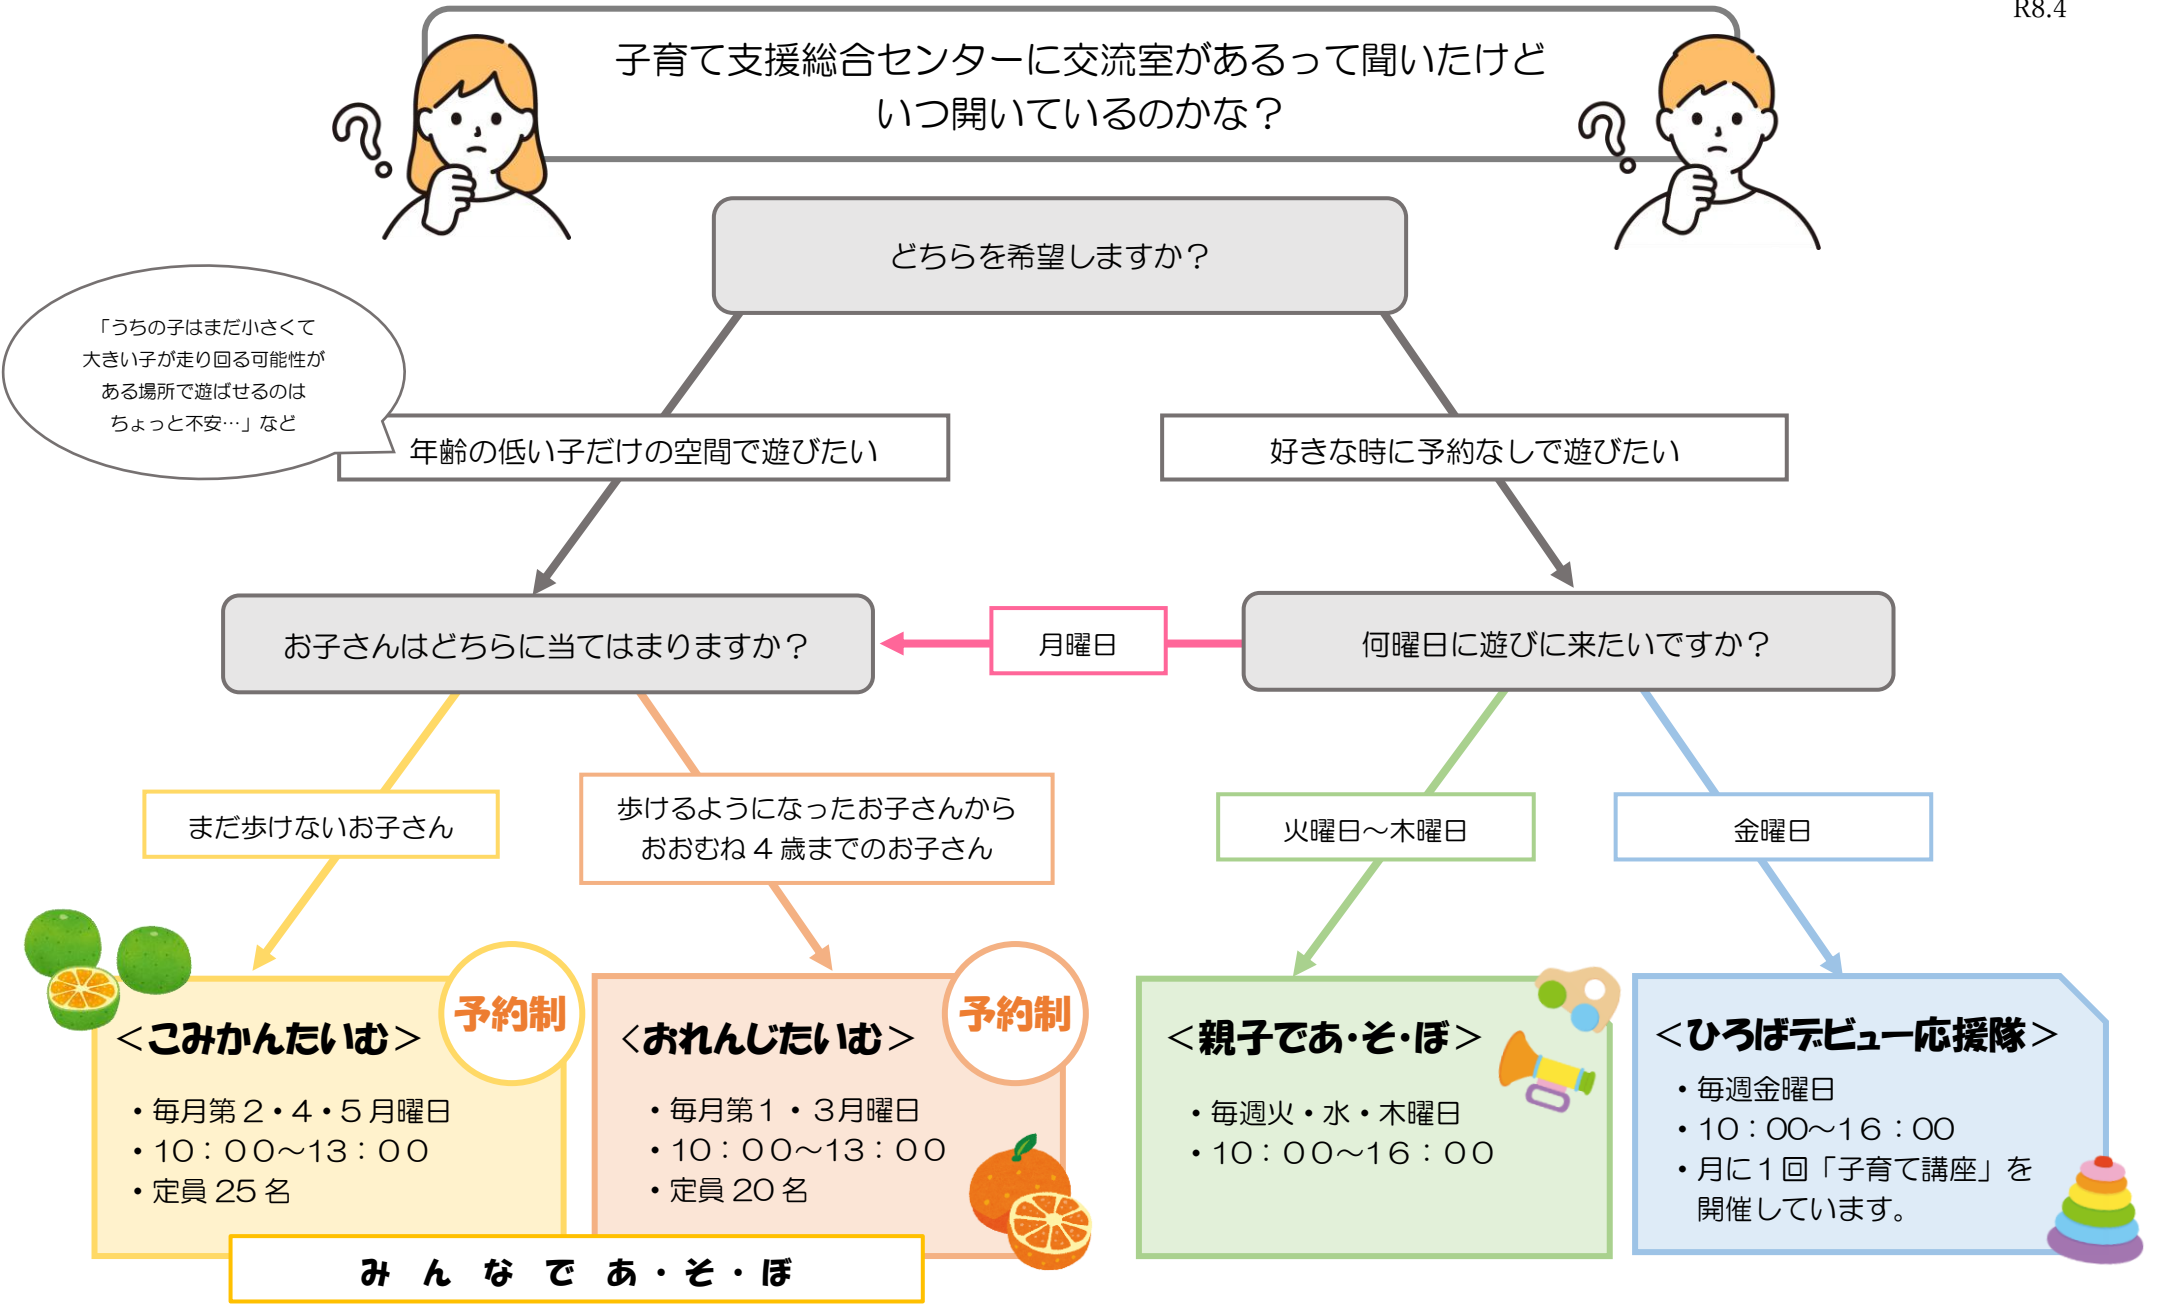 R8.4
子育て支援総合センターに交流室があるって聞いたけど
いつ開いているのかな？
どちらを希望しますか？
「うちの子はまだ小さくて
大きい子が走り回る可能性が
ある場所で遊ばせるのは
ちょっと不安…」など
年齢の低い子だけの空間で遊びたい
好きな時に予約なしで遊びたい
お子さんはどちらに当てはまりますか？
月曜日
何曜日に遊びに来たいですか？
まだ歩けないお子さん
歩けるようになったお子さんから
おおむね４歳までのお子さん
火曜日～木曜日
金曜日
＜こみかんたいむ＞
予約制
・毎月第２・４・５月曜日
・10：００～13：００
・定員 25 名
＜おれんじたいむ＞
予約制
・毎月第１・３月曜日
・10：００～13：００
・定員 20 名
みんなであ・そ・ぼ
＜親子であ・そ・ぼ＞
・毎週火・水・木曜日
・10：００～16：００
＜ひろばデビュー応援隊＞
・毎週金曜日
・10：00～16：00
・月に１回「子育て講座」を
開催しています。